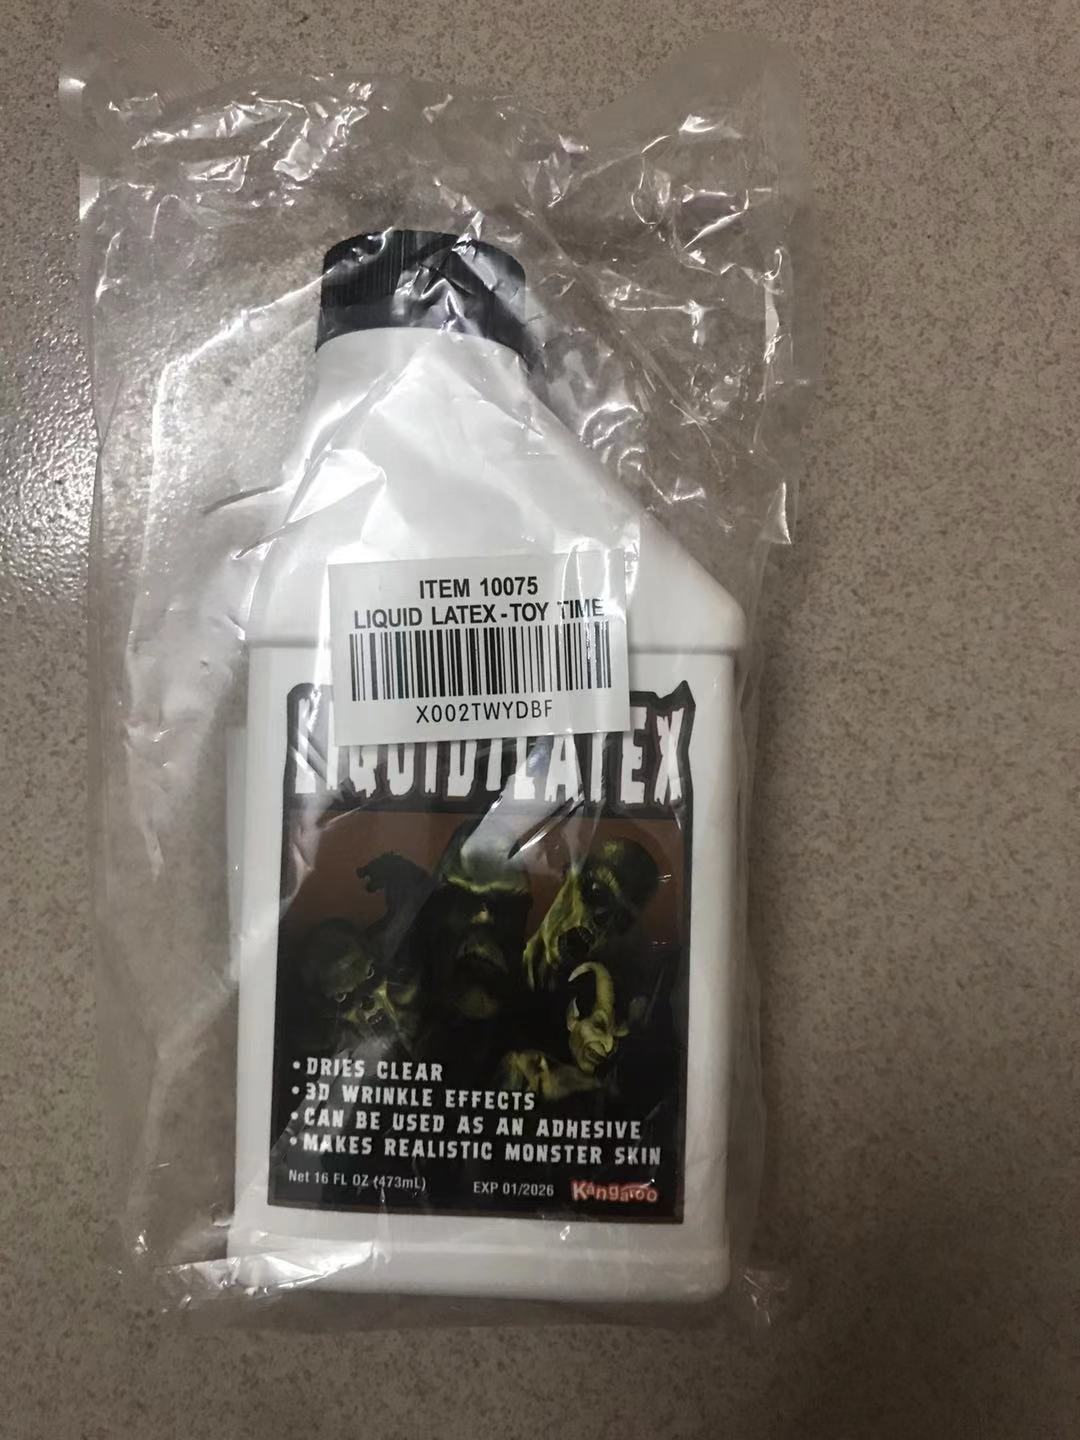 ITEM 10075
LIQUID LATEX-TOY TIME
X002TWYDBF
LIQUID LATEX
• DRIES CLEAR
• 3D WRINKLE EFFECTS
• CAN BE USED AS AN ADHESIVE
• MAKES REALISTIC MONSTER SKIN
Net 16 FL OZ (473mL)
EXP 01/2026
Kangaroo